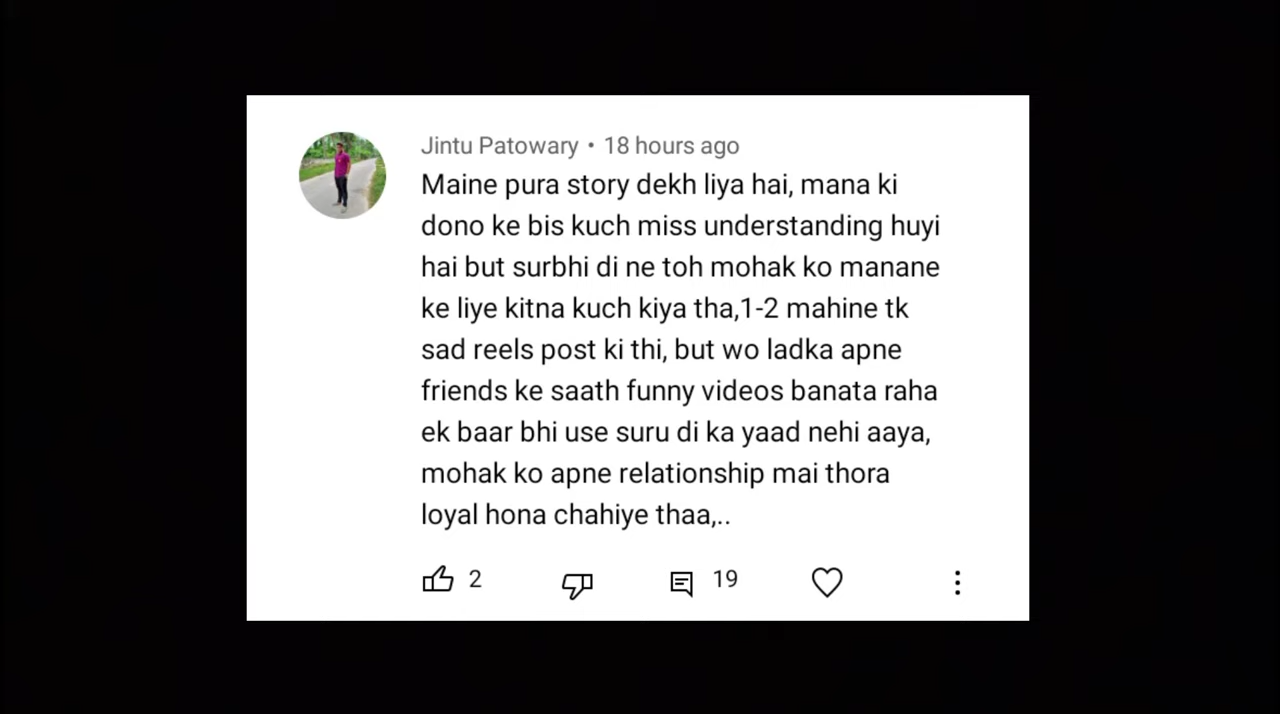 Jintu Patowary • 18 hours ago
Maine pura story dekh liya hai, mana ki
dono ke bis kuch miss understanding huyi
hai but surbhi di ne toh mohak ko manane
ke liye kitna kuch kiya tha,1-2 mahine tk
sad reels post ki thi, but wo ladka apne
friends ke saath funny videos banata raha
ek baar bhi use suru di ka yaad nehi aaya,
mohak ko apne relationship mai thora
loyal hona chahiye thaa,..
2 19